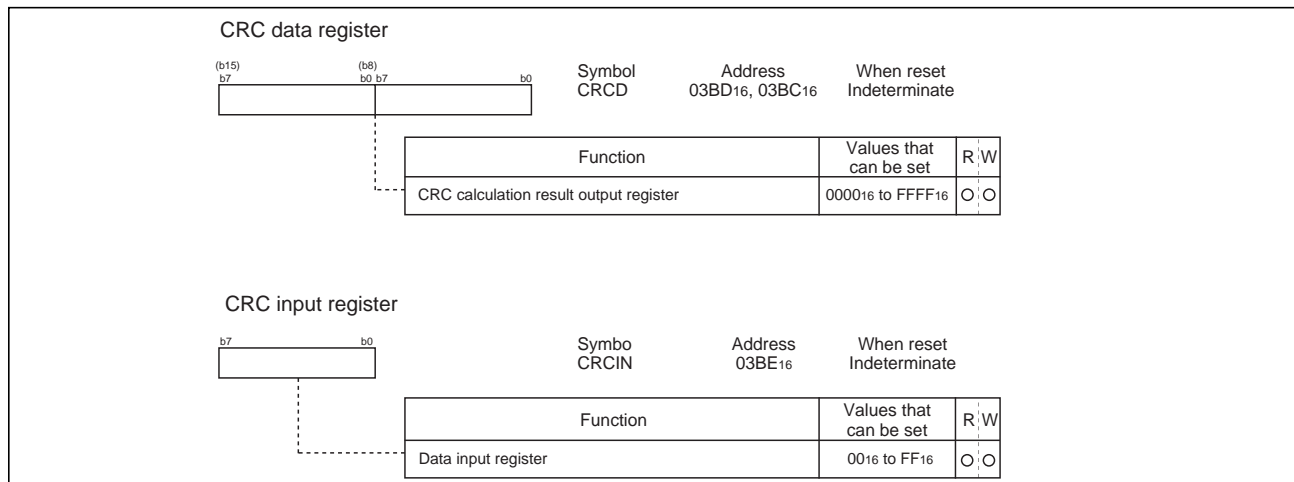 CRC data register
(b15) (b8)
b7 b0 b7 b0
Symbol Address When reset
CRCD 03BD16, 03BC16 Indeterminate
Function Values that can be set R W
CRC calculation result output register 000016 to FFFF16 O O
CRC input register
b7 b0
Symbo Address When reset
CRCIN 03BE16 Indeterminate
Function Values that can be set R W
Data input register 0016 to FF16 O O